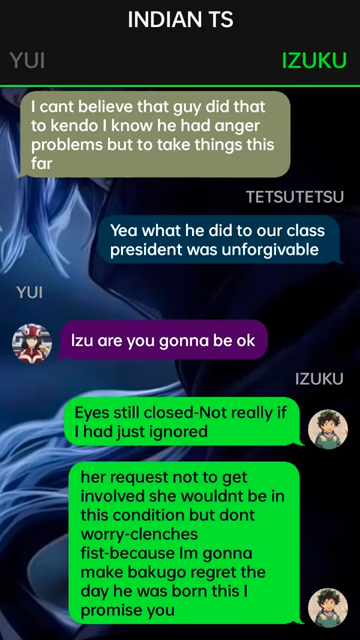 INDIAN TS
YUI
IZUKU
I cant believe that guy did that
to kendo I know he had anger
problems but to take things this
far
TETSUTETSU
Yea what he did to our class
president was unforgivable
YUI
Izu are you gonna be ok
IZUKU
Eyes still closed-Not really if
I had just ignored
her request not to get
involved she wouldnt be in
this condition but dont
worry-clenches
fist-because Im gonna
make bakugo regret the
day he was born this I
promise you